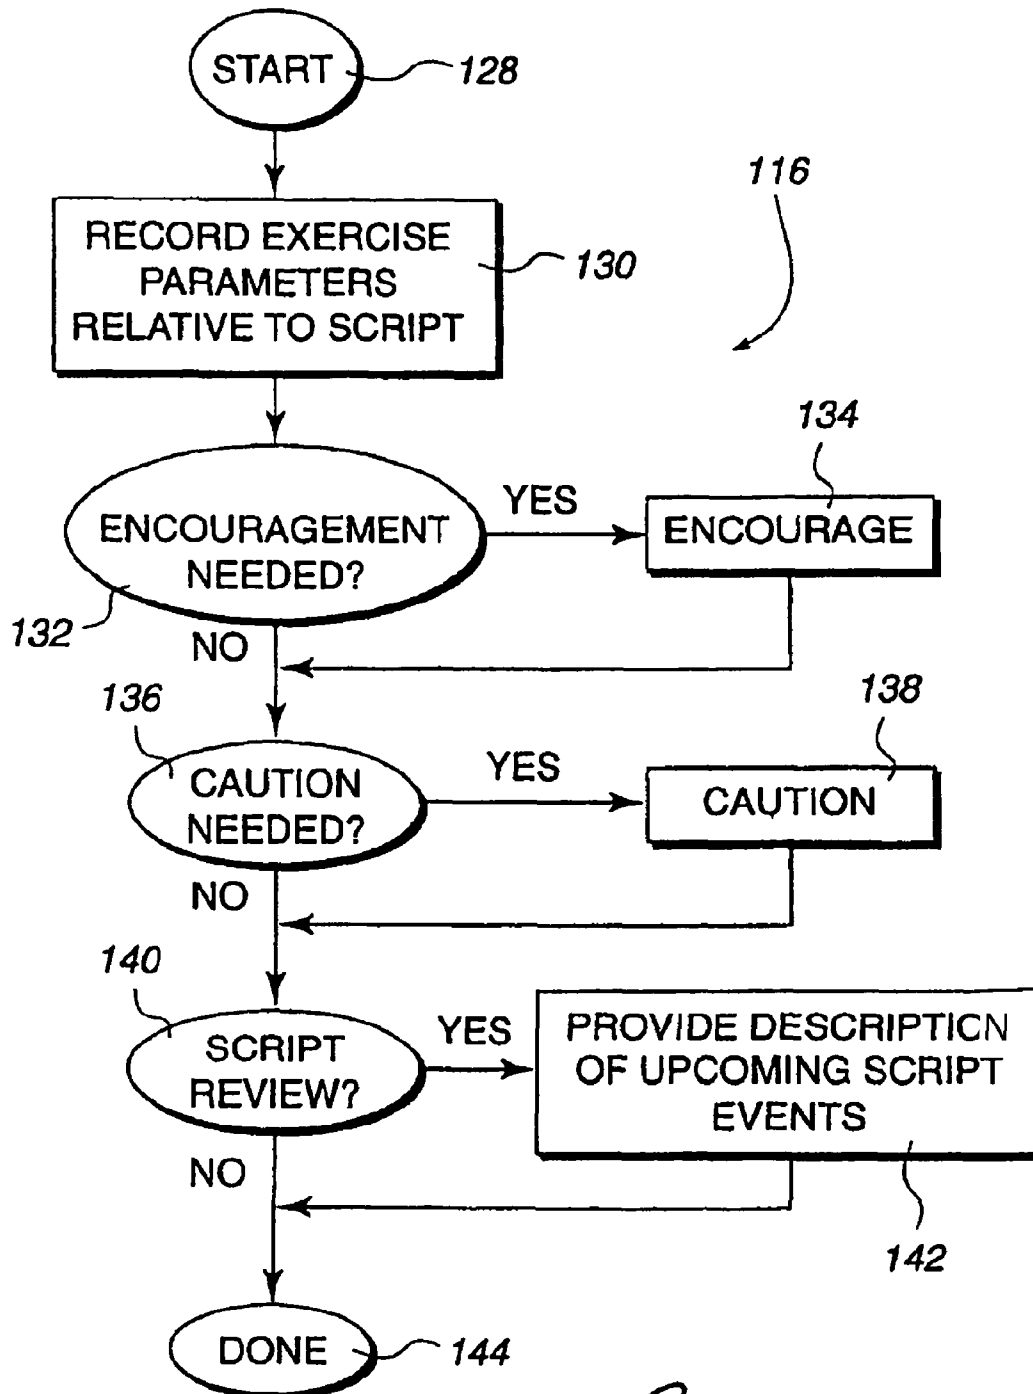 START
128
116
RECORD EXERCISE
PARAMETERS
RELATIVE TO SCRIPT
130
134
YES
ENCOURAGE
ENCOURAGEMENT
NEEDED?
132
NO
136
138
YES
CAUTION
NEEDED?
CAUTION
NO
140
YES
SCRIPT
REVIEW?
PROVIDE DESCRIPTION
OF UPCOMING SCRIPT
EVENTS
NO
142
DONE
144